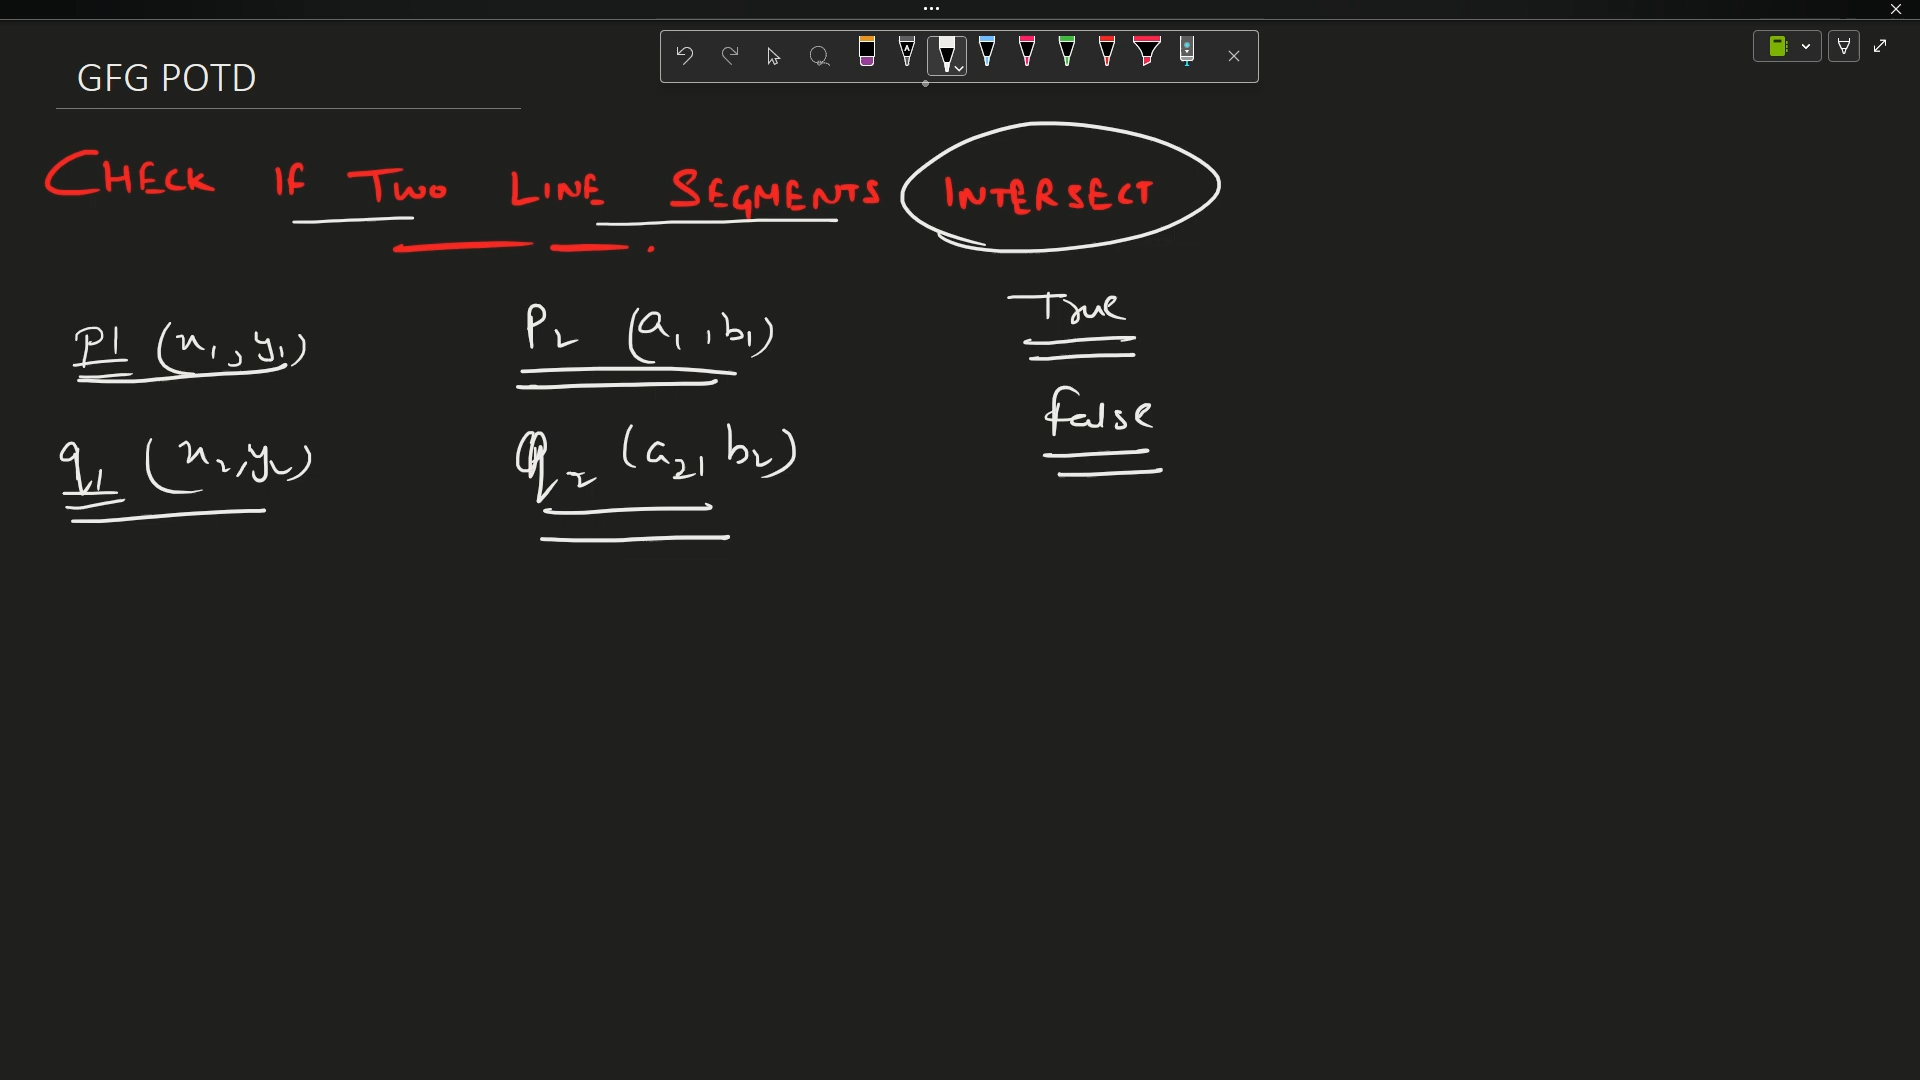 GFG POTD
CHECK IF TWO LINE SEGMENTS INTERSECT
P1 (x1, y1) P2 (a1, b1) True
q1 (x2, y2) q2 (a2, b2) false